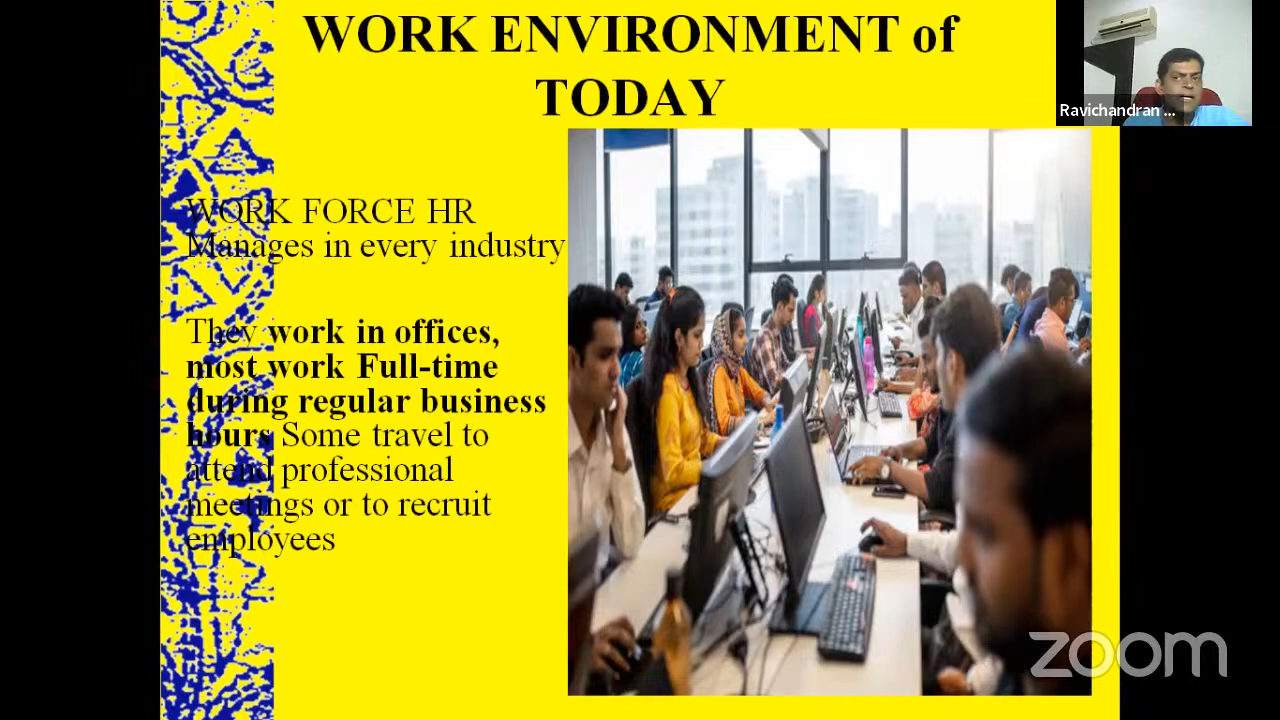 WORK ENVIRONMENT of
TODAY
Ravichandran ...
WORK FORCE HR
Manages in every industry
They work in offices,
most work Full-time
during regular business
hours Some travel to
attend professional
meetings or to recruit
employees
zoom